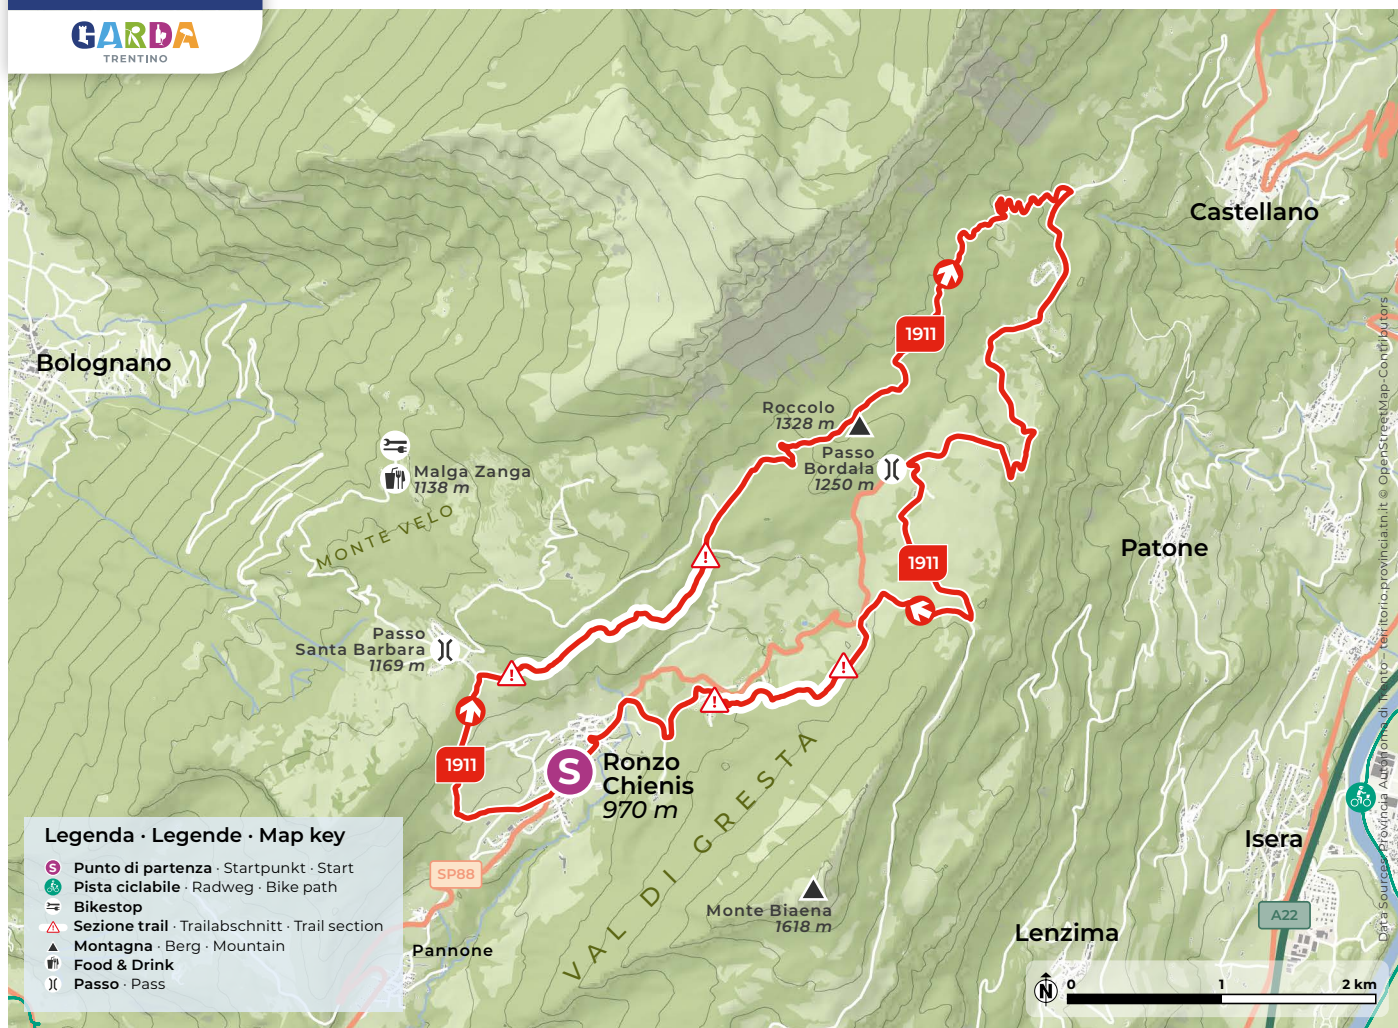 GARDA
TRENTINO
Castellano
Bolognano
1911
Roccolo
1328 m
Passo
Bordala
1250 m
Malga Zanga
1138 m
MONTE VELO
!
Patone
1911
Passo
Santa Barbara
1169 m
!
!
!
1911
S
Ronzo
Chienis
970 m
VAL DI GRESTA
Isera
SP88
Monte Biaena
1618 m
A22
Lenzima
Pannone
Legenda · Legende · Map key
S Punto di partenza · Startpunkt · Start
Pista ciclabile · Radweg · Bike path
Bikestop
! Sezione trail · Trailabschnitt · Trail section
Montagna · Berg · Mountain
Food & Drink
Passo · Pass
N
0 1 2 km
Data Sources: Provincia Autonoma di Trento - territorio.provincia.tn.it © OpenStreetMap-Contributors